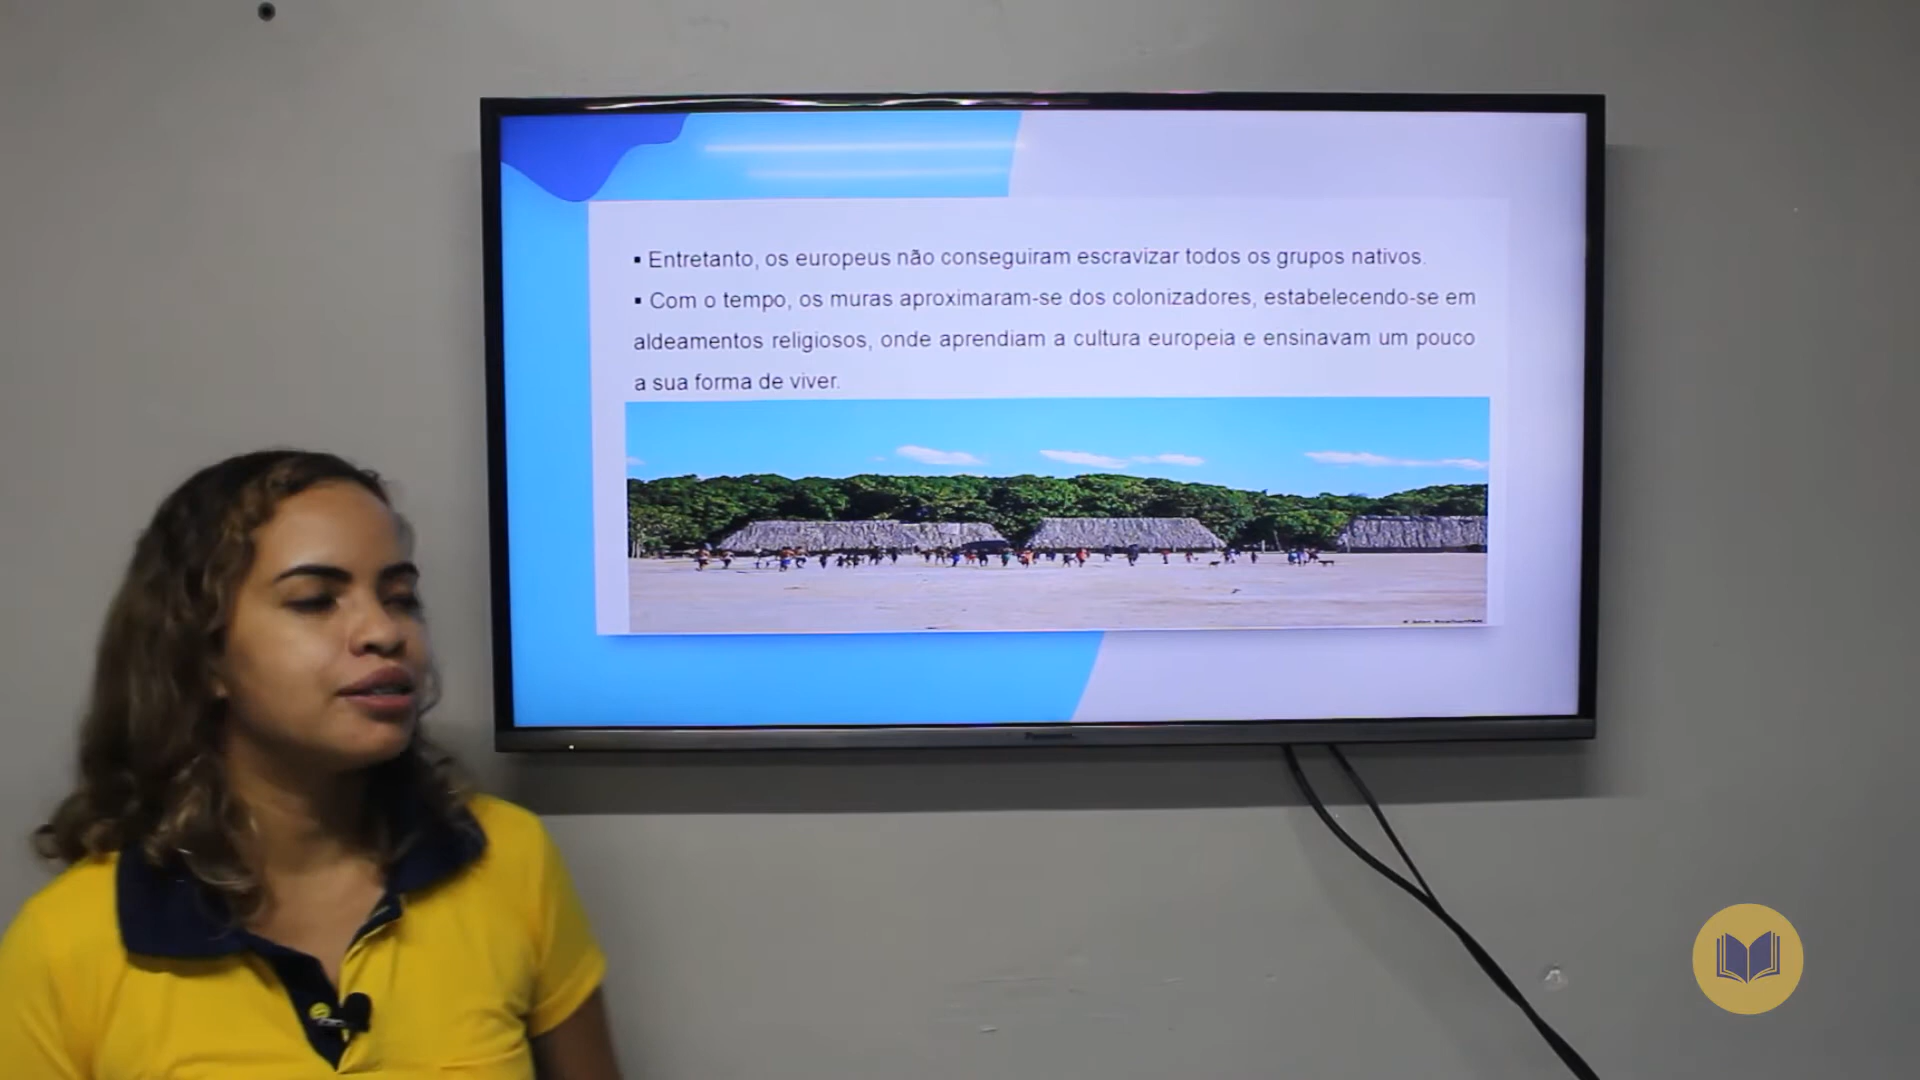 ▪ Entretanto, os europeus não conseguiram escravizar todos os grupos nativos.
▪ Com o tempo, os muras aproximaram-se dos colonizadores, estabelecendo-se em
aldeamentos religiosos, onde aprendiam a cultura europeia e ensinavam um pouco
a sua forma de viver.
Panasonic